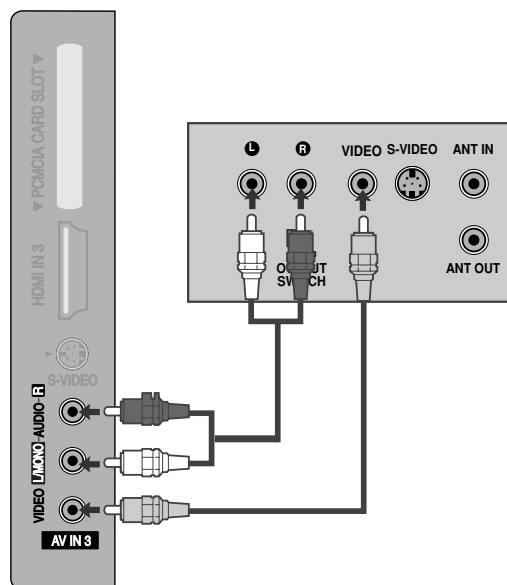 ▼ PCMCIA CARD SLOT ▼
HDMI IN 3
S-VIDEO
VIDEO L/MONO-AUDIO-R
AV IN 3
L R VIDEO S-VIDEO ANT IN
SWITCH
ANT OUT